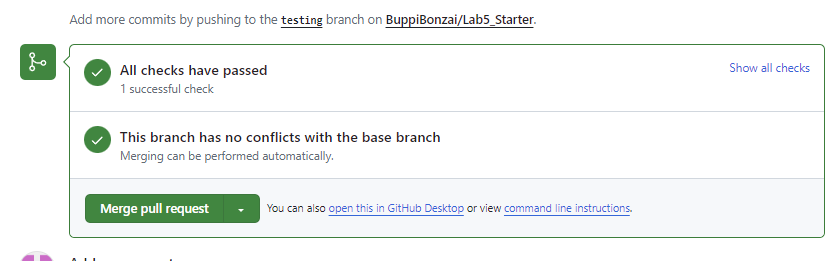 Add more commits by pushing to the testing branch on BuppiBonzai/Lab5_Starter.
All checks have passed
Show all checks
1 successful check
This branch has no conflicts with the base branch
Merging can be performed automatically.
Merge pull request
You can also open this in GitHub Desktop or view command line instructions.